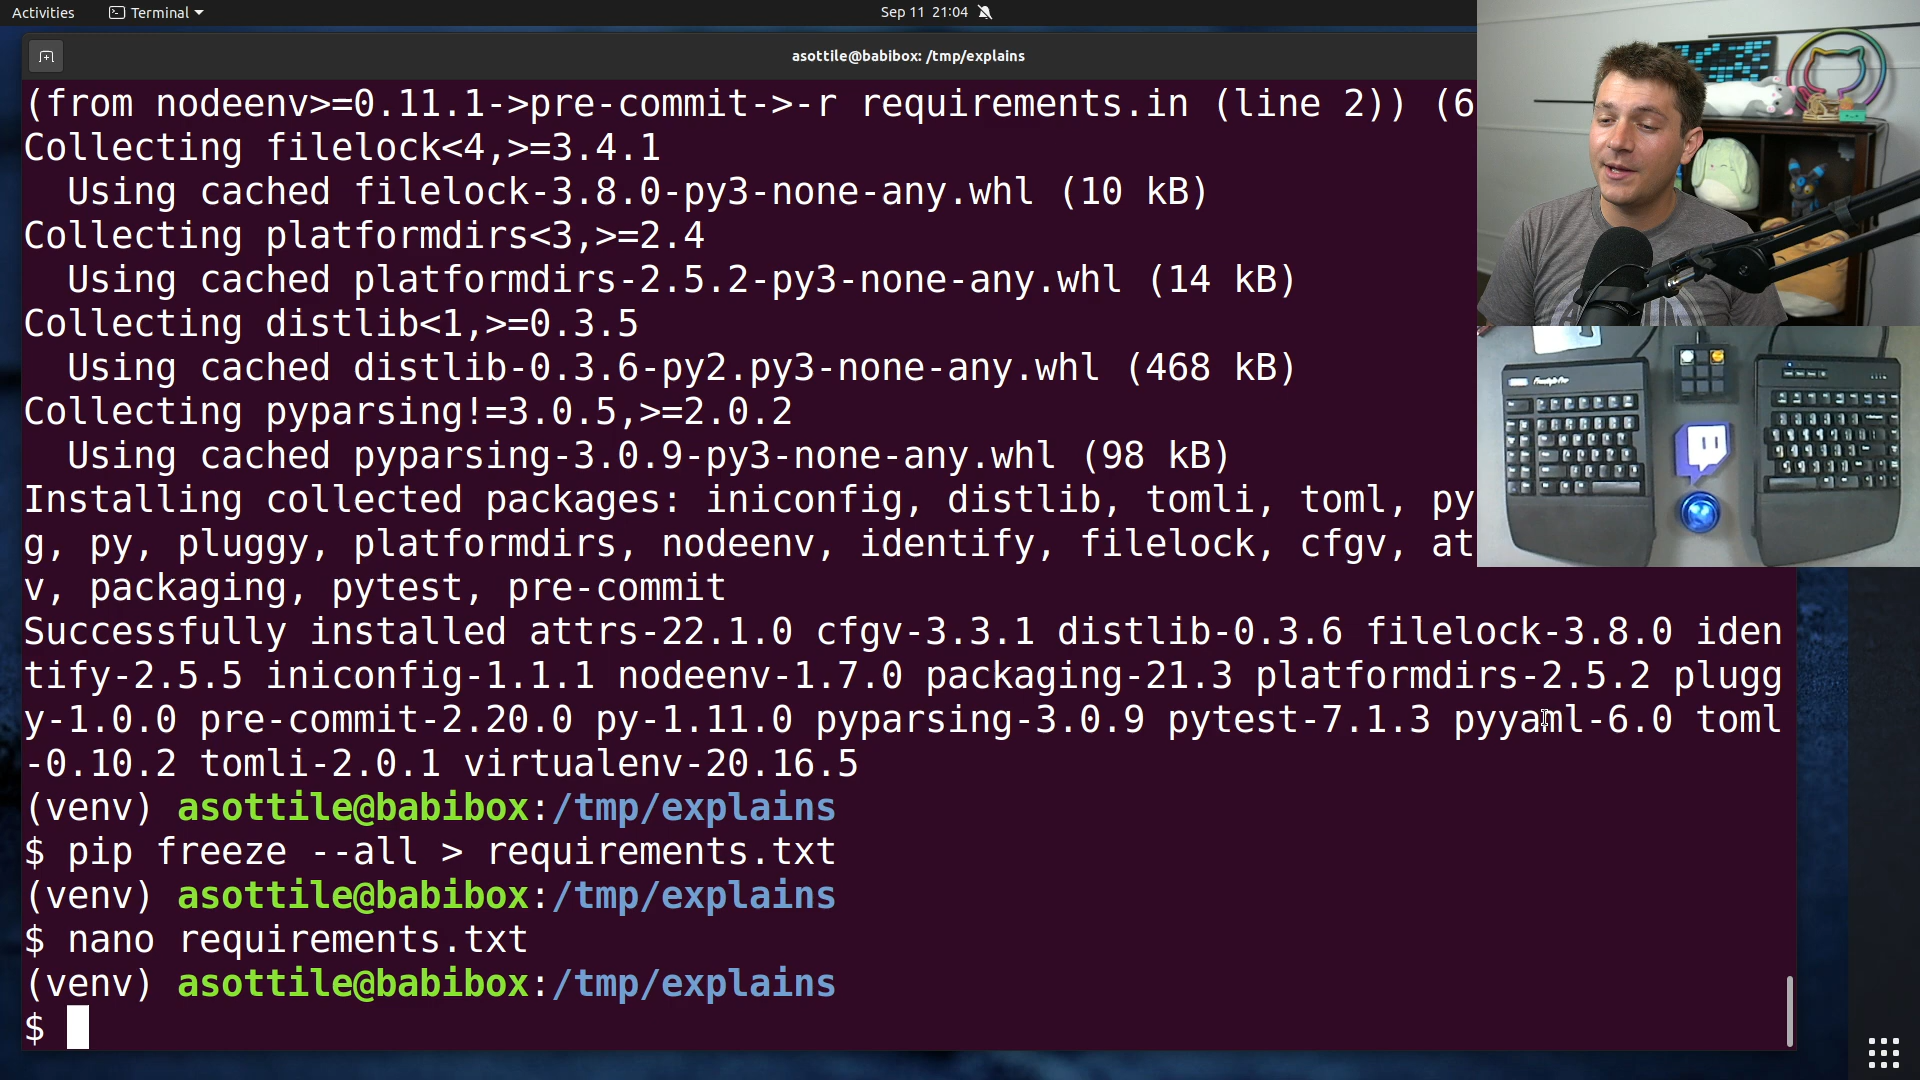 Activities
Terminal
Sep 11 21:04
asottile@babibox: /tmp/explains
(from nodeenv>=0.11.1->pre-commit->-r requirements.in (line 2)) (6
Collecting filelock<4,>=3.4.1
  Using cached filelock-3.8.0-py3-none-any.whl (10 kB)
Collecting platformdirs<3,>=2.4
  Using cached platformdirs-2.5.2-py3-none-any.whl (14 kB)
Collecting distlib<1,>=0.3.5
  Using cached distlib-0.3.6-py2.py3-none-any.whl (468 kB)
Collecting pyparsing!=3.0.5,>=2.0.2
  Using cached pyparsing-3.0.9-py3-none-any.whl (98 kB)
Installing collected packages: iniconfig, distlib, tomli, toml, py
g, py, pluggy, platformdirs, nodeenv, identify, filelock, cfgv, at
v, packaging, pytest, pre-commit
Successfully installed attrs-22.1.0 cfgv-3.3.1 distlib-0.3.6 filelock-3.8.0 iden
tify-2.5.5 iniconfig-1.1.1 nodeenv-1.7.0 packaging-21.3 platformdirs-2.5.2 plugg
y-1.0.0 pre-commit-2.20.0 py-1.11.0 pyparsing-3.0.9 pytest-7.1.3 pyyaml-6.0 toml
-0.10.2 tomli-2.0.1 virtualenv-20.16.5
(venv) asottile@babibox:/tmp/explains
$ pip freeze --all > requirements.txt
(venv) asottile@babibox:/tmp/explains
$ nano requirements.txt
(venv) asottile@babibox:/tmp/explains
$
Freestyle Pro